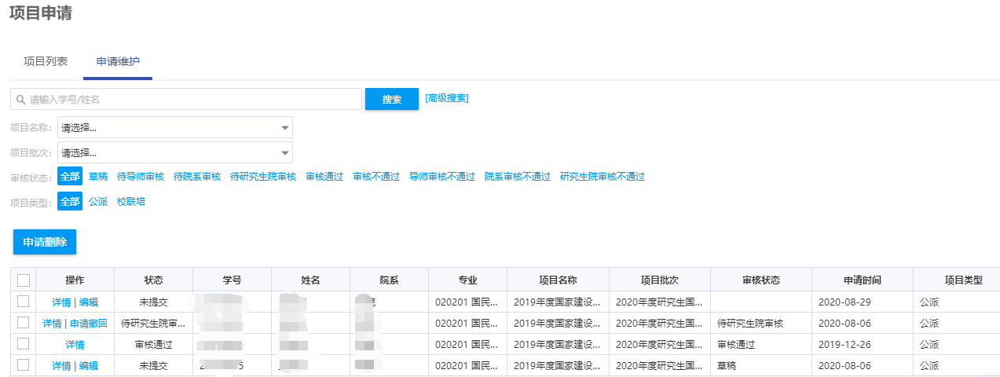 项目申请
项目列表 申请维护
请输入学号/姓名 搜索 [高级搜索]
项目名称: 请选择...
项目批次: 请选择...
审核状态: 全部 草稿 待导师审核 待院系审核 待研究生院审核 审核通过 审核不通过 导师审核不通过 院系审核不通过 研究生院审核不通过
项目类型: 全部 公派 校联培
申请删除
操作 状态 学号 姓名 院系 专业 项目名称 项目批次 审核状态 申请时间 项目类型
详情 | 编辑 未提交 020201 国民... 2019年度国家建设... 2020年度研究生国... 2020-08-29 公派
详情 | 申请撤回 待研究生院审... 020201 国民... 2019年度国家建设... 2020年度研究生国... 待研究生院审核 2020-08-06 公派
详情 审核通过 020201 国民... 2019年度国家建设... 2020年度研究生国... 审核通过 2019-12-26 公派
详情 | 编辑 未提交 020201 国民... 2019年度国家建设... 2020年度研究生国... 草稿 2020-08-06 公派